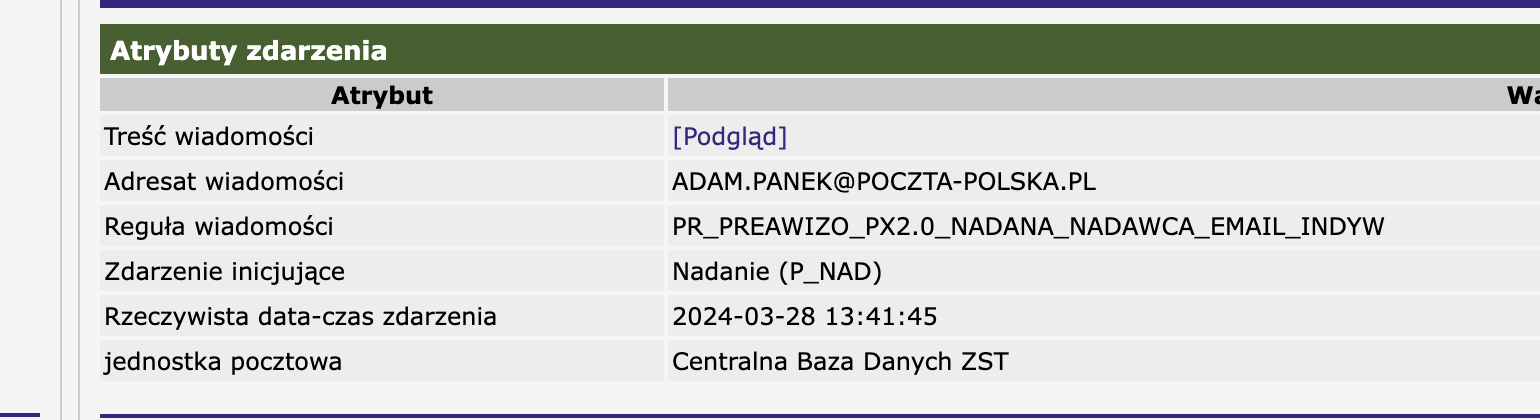 Atrybuty zdarzenia
Atrybut
Treść wiadomości [Podgląd]
Adresat wiadomości ADAM.PANEK@POCZTA-POLSKA.PL
Reguła wiadomości PR_PREAWIZO_PX2.0_NADANA_NADAWCA_EMAIL_INDYW
Zdarzenie inicjujące Nadanie (P_NAD)
Rzeczywista data-czas zdarzenia 2024-03-28 13:41:45
jednostka pocztowa Centralna Baza Danych ZST